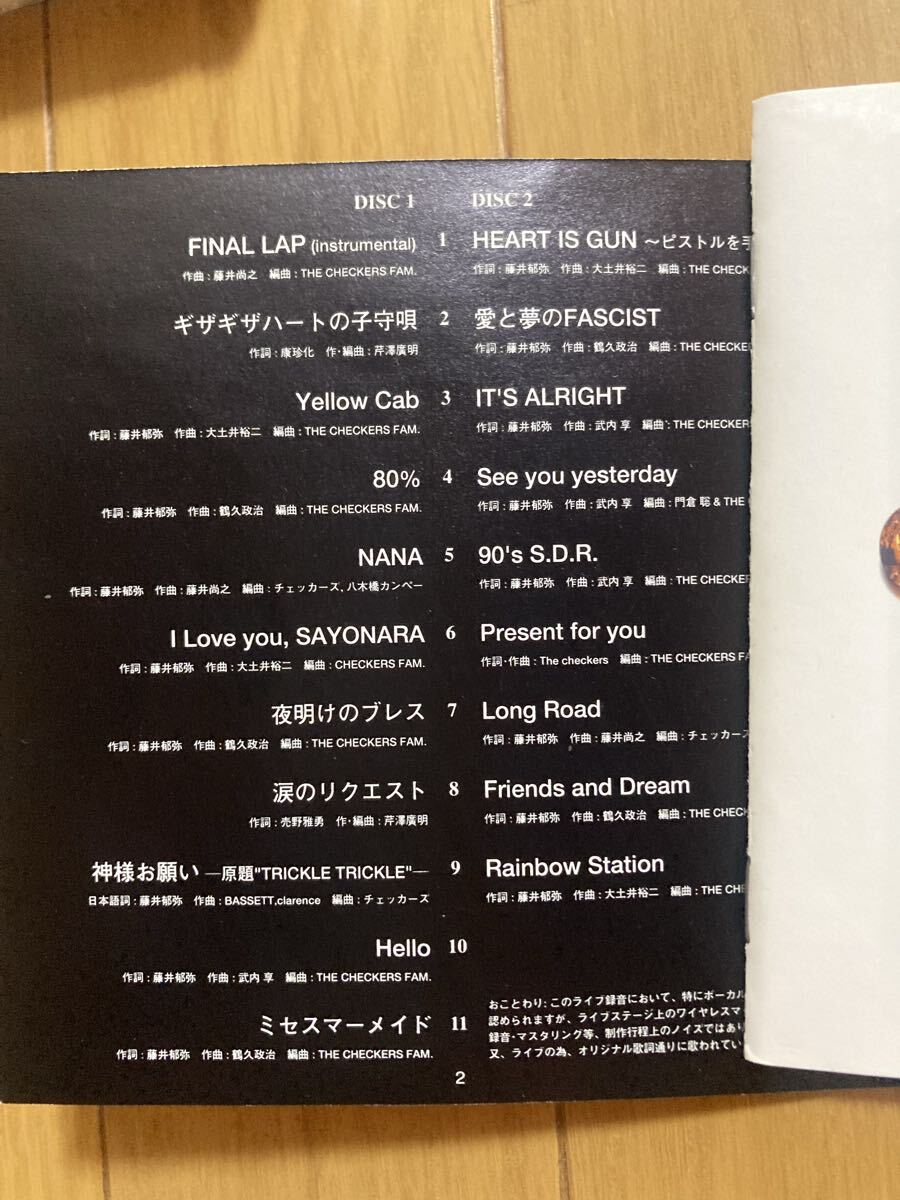 DISC 1
FINAL LAP (instrumental) 1
作曲：藤井尚之 編曲：THE CHECKERS FAM.
ギザギザハートの子守唄 2
作詞：康珍化 作・編曲：芹澤廣明
Yellow Cab 3
作詞：藤井郁弥 作曲：大土井裕二 編曲：THE CHECKERS FAM.
80% 4
作詞：藤井郁弥 作曲：鶴久政治 編曲：THE CHECKERS FAM.
NANA 5
作詞：藤井郁弥 作曲：藤井尚之 編曲：チェッカーズ,八木橋カンペー
I Love you, SAYONARA 6
作詞：藤井郁弥 作曲：大土井裕二 編曲：CHECKERS FAM.
夜明けのブレス 7
作詞：藤井郁弥 作曲：鶴久政治 編曲：THE CHECKERS FAM.
涙のリクエスト 8
作詞：売野雅勇 作・編曲：芹澤廣明
神様お願い —原題"TRICKLE TRICKLE"— 9
日本語詞：藤井郁弥 作曲：BASSETT,clarence 編曲：チェッカーズ
Hello 10
作詞：藤井郁弥 作曲：武内 享 編曲：THE CHECKERS FAM.
ミセスマーメイド 11
作詞：藤井郁弥 作曲：鶴久政治 編曲：THE CHECKERS FAM.
DISC 2
HEART IS GUN 〜ピストルを手
作詞：藤井郁弥 作曲：大土井裕二 編曲：THE CHECK
愛と夢のFASCIST
作詞：藤井郁弥 作曲：鶴久政治 編曲：THE CHECKE
IT'S ALRIGHT
作詞：藤井郁弥 作曲：武内 享 編曲：THE CHECKER
See you yesterday
作詞：藤井郁弥 作曲：武内 享 編曲：門倉 聡 & THE
90's S.D.R.
作詞：藤井郁弥 作曲：武内 享 編曲：THE CHECKER
Present for you
作詞・作曲：The checkers 編曲：THE CHECKERS FA
Long Road
作詞：藤井郁弥 作曲：藤井尚之 編曲：チェッカーズ
Friends and Dream
作詞：藤井郁弥 作曲：鶴久政治 編曲：THE CHECKER
Rainbow Station
作詞：藤井郁弥 作曲：大土井裕二 編曲：THE CHE
おことわり：このライブ録音において、特にボーカル
認められますが、ライブステージ上のワイヤレスマ
録音・マスタリング等、制作行程上のノイズではあり
又、ライブの為、オリジナル歌詞通りに歌われてい
2